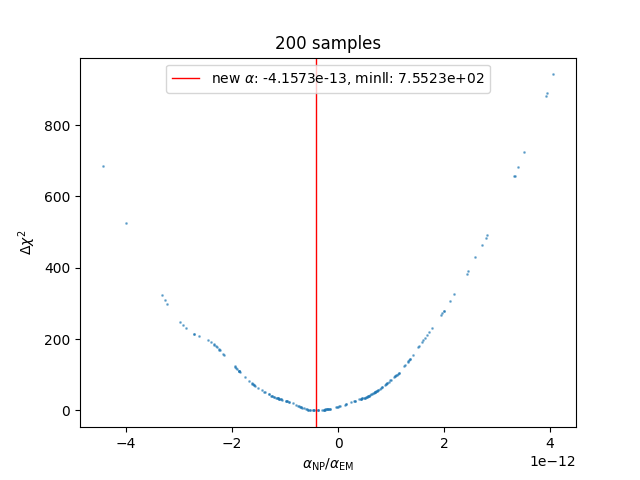 200 samples
new α: -4.1573e-13, minll: 7.5523e+02
800
600
400
200
0
Δχ²
−4 −2 0 2 4
1e−12
α_NP/α_EM